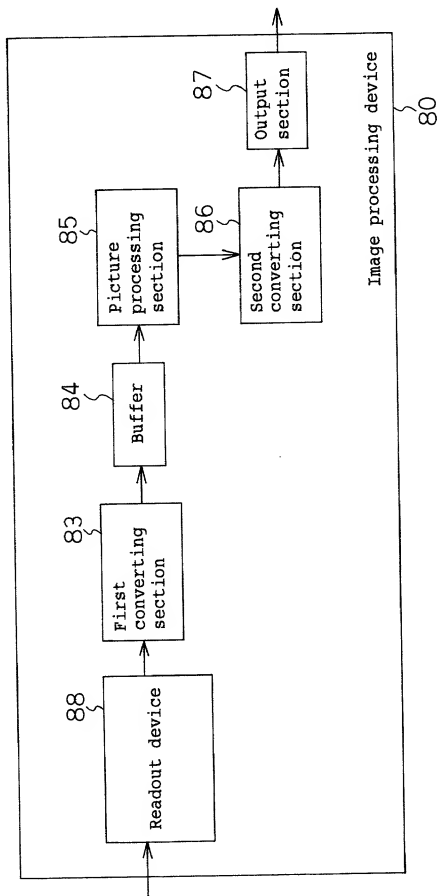 88
Readout device
83
First
converting
section
84
Buffer
85
Picture
processing
section
86
Second
converting
section
87
Output
section
Image processing device
80